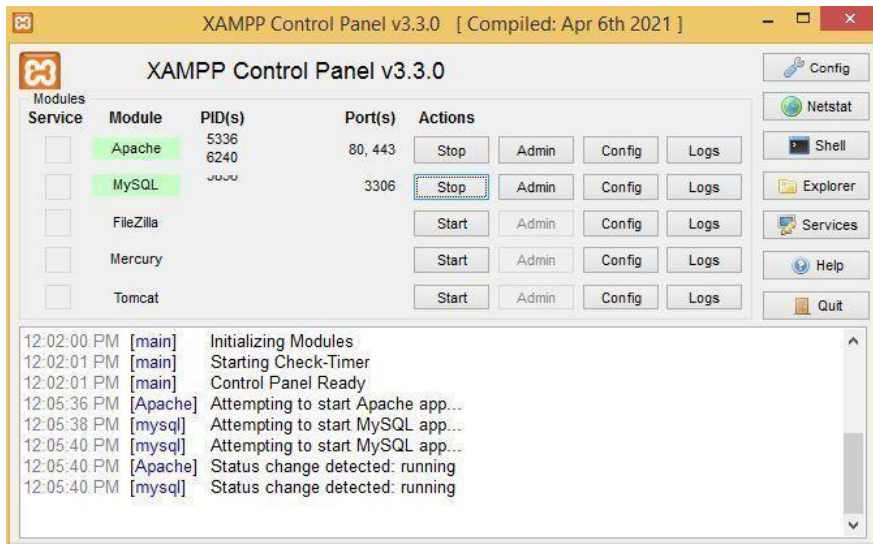 XAMPP Control Panel v3.3.0 [ Compiled: Apr 6th 2021 ]
XAMPP Control Panel v3.3.0
Modules
Service Module PID(s) Port(s) Actions
Apache 5336 6240 80, 443 Stop Admin Config Logs
MySQL 3306 Stop Admin Config Logs
FileZilla Start Admin Config Logs
Mercury Start Admin Config Logs
Tomcat Start Admin Config Logs
Config
Netstat
Shell
Explorer
Services
Help
Quit
12:02:00 PM [main] Initializing Modules
12:02:01 PM [main] Starting Check-Timer
12:02:01 PM [main] Control Panel Ready
12:05:36 PM [Apache] Attempting to start Apache app...
12:05:38 PM [mysql] Attempting to start MySQL app...
12:05:40 PM [mysql] Attempting to start MySQL app...
12:05:40 PM [Apache] Status change detected: running
12:05:40 PM [mysql] Status change detected: running